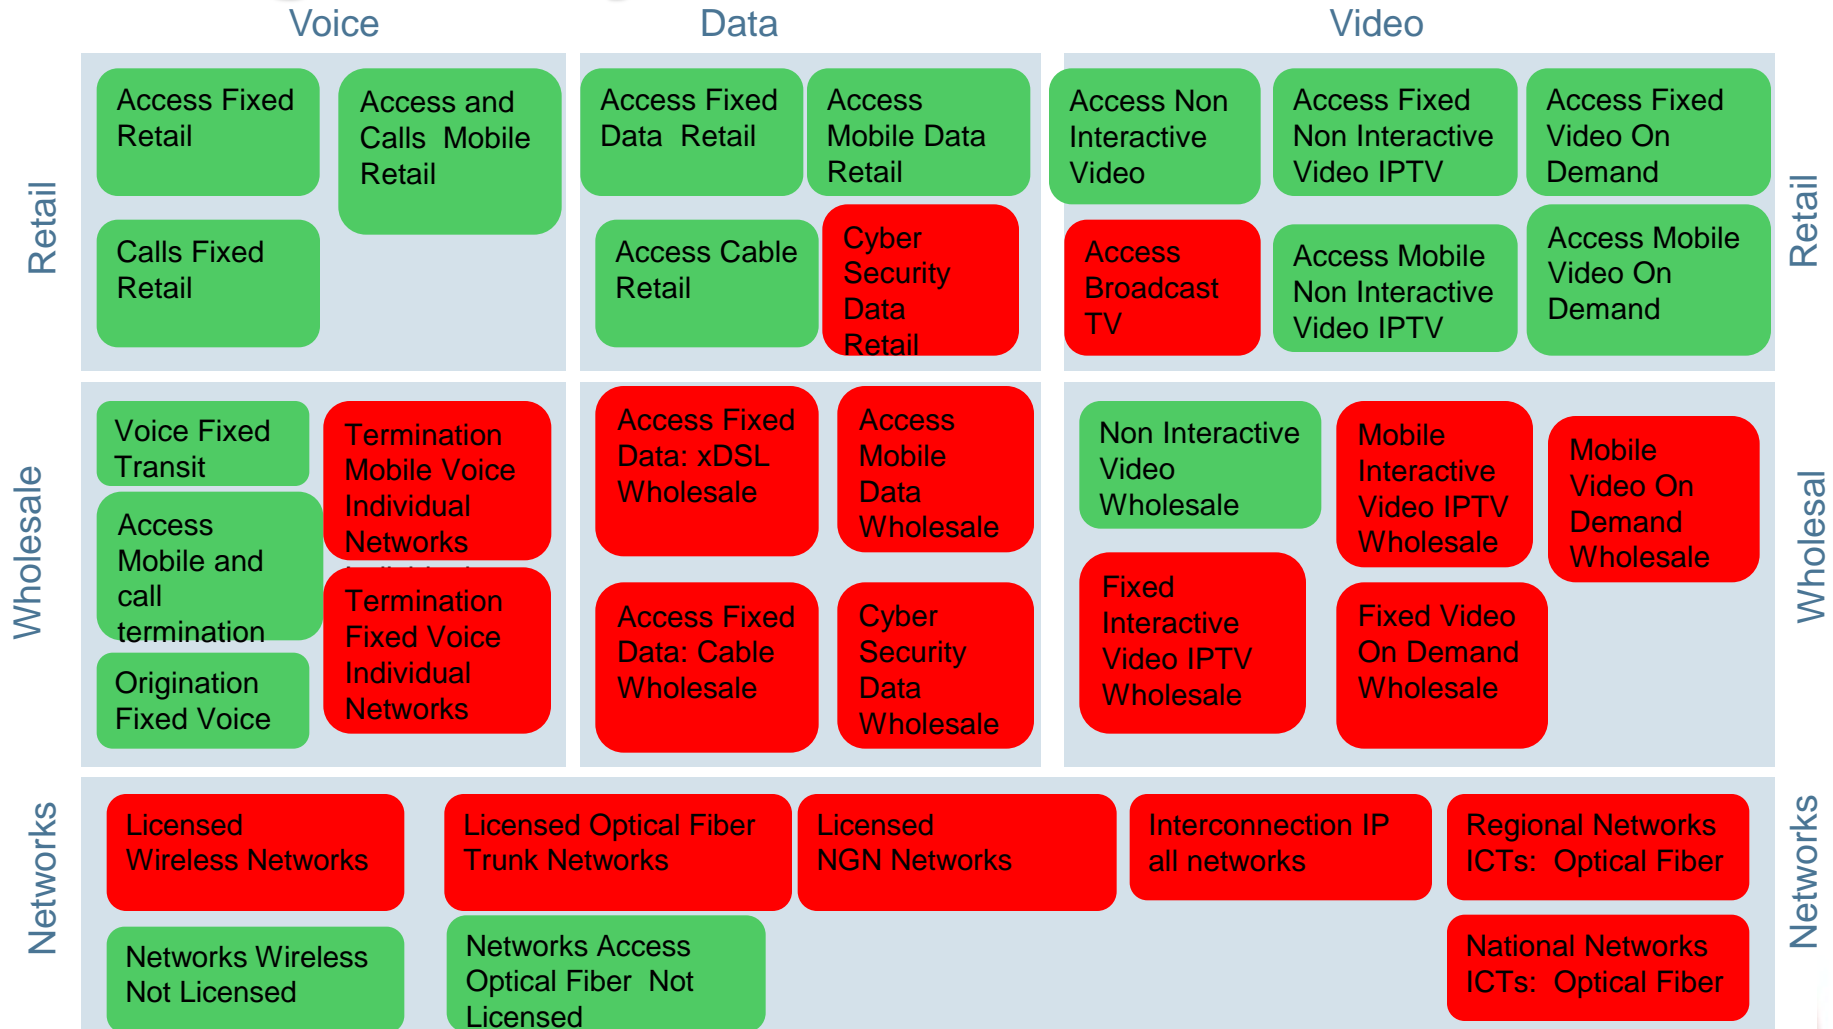 Voice
Data
Video
Retail
Access Fixed
Retail
Access and
Calls Mobile
Retail
Calls Fixed
Retail
Access Fixed
Data Retail
Access
Mobile Data
Retail
Access Cable
Retail
Cyber
Security
Data
Retail
Access Non
Interactive
Video
Access Fixed
Non Interactive
Video IPTV
Access Fixed
Video On
Demand
Access
Broadcast
TV
Access Mobile
Non Interactive
Video IPTV
Access Mobile
Video On
Demand
Retail
Wholesale
Voice Fixed
Transit
Termination
Mobile Voice
Individual
Networks
Access
Mobile and
call
termination
Termination
Fixed Voice
Individual
Networks
Origination
Fixed Voice
Access Fixed
Data: xDSL
Wholesale
Access
Mobile
Data
Wholesale
Access Fixed
Data: Cable
Wholesale
Cyber
Security
Data
Wholesale
Non Interactive
Video
Wholesale
Mobile
Interactive
Video IPTV
Wholesale
Mobile
Video On
Demand
Wholesale
Fixed
Interactive
Video IPTV
Wholesale
Fixed Video
On Demand
Wholesale
Wholesal
Networks
Licensed
Wireless Networks
Licensed Optical Fiber
Trunk Networks
Licensed
NGN Networks
Interconnection IP
all networks
Regional Networks
ICTs: Optical Fiber
Networks Wireless
Not Licensed
Networks Access
Optical Fiber Not
Licensed
National Networks
ICTs: Optical Fiber
Networks